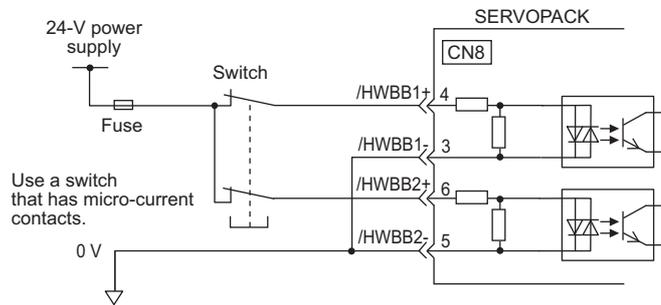 SERVOPACK
24-V power
supply
CN8
Switch
/HWBB1+ 4
Fuse
/HWBB1- 3
Use a switch
that has micro-current
contacts.
/HWBB2+ 6
0 V
/HWBB2- 5